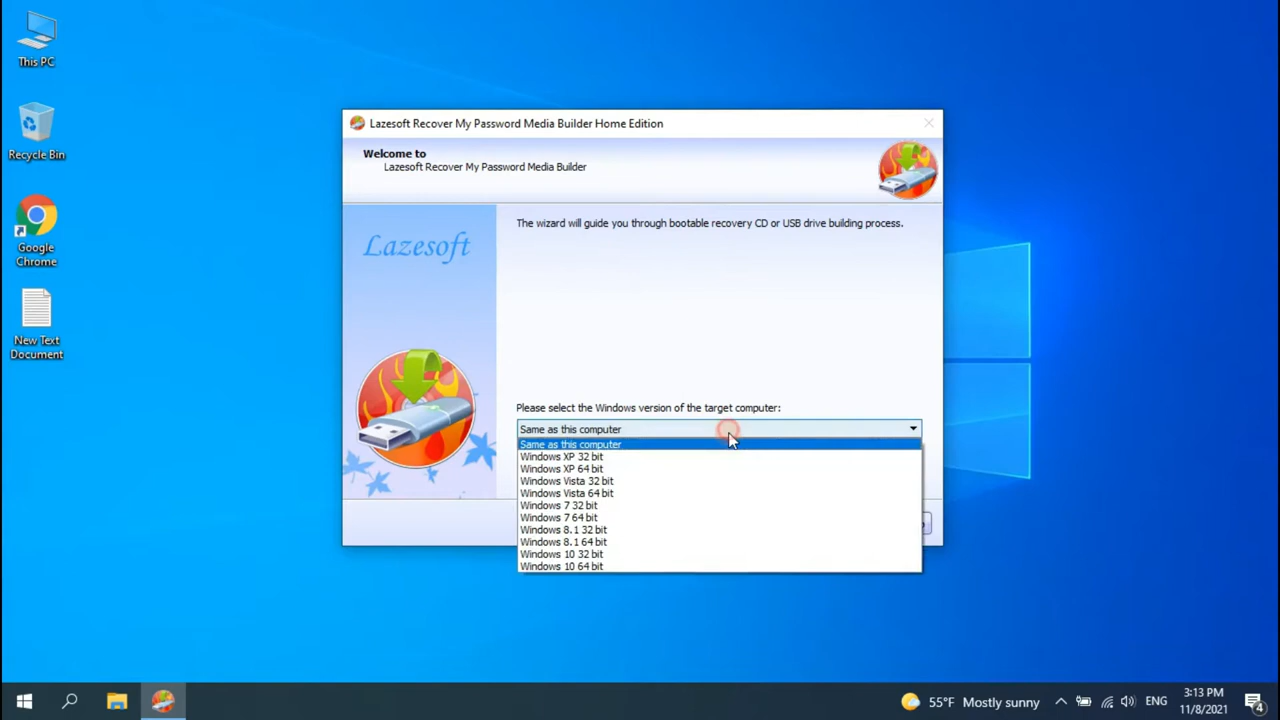 This PC
Recycle Bin
Google
Chrome
New Text
Document
Lazesoft Recover My Password Media Builder Home Edition
Welcome to
Lazesoft Recover My Password Media Builder
Lazesoft
The wizard will guide you through bootable recovery CD or USB drive building process.
Please select the Windows version of the target computer:
Same as this computer
Same as this computer
Windows XP 32 bit
Windows XP 64 bit
Windows Vista 32 bit
Windows Vista 64 bit
Windows 7 32 bit
Windows 7 64 bit
Windows 8.1 32 bit
Windows 8.1 64 bit
Windows 10 32 bit
Windows 10 64 bit
55°F Mostly sunny
ENG
3:13 PM
11/8/2021
4